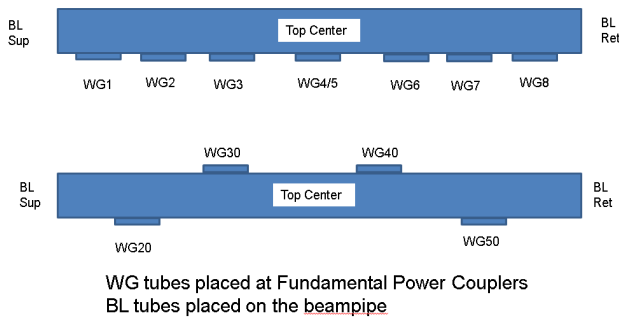 BL
Sup
Top Center
BL
Ret
WG1
WG2
WG3
WG4/5
WG6
WG7
WG8
WG30
WG40
BL
Sup
Top Center
BL
Ret
WG20
WG50
WG tubes placed at Fundamental Power Couplers
BL tubes placed on the beampipe